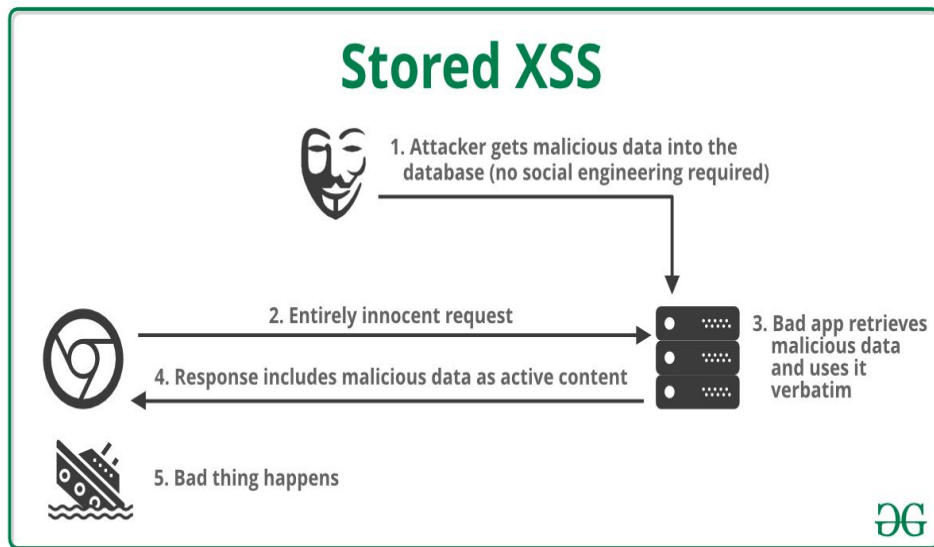 Stored XSS
1. Attacker gets malicious data into the
database (no social engineering required)
2. Entirely innocent request
3. Bad app retrieves
malicious data
and uses it
verbatim
4. Response includes malicious data as active content
5. Bad thing happens